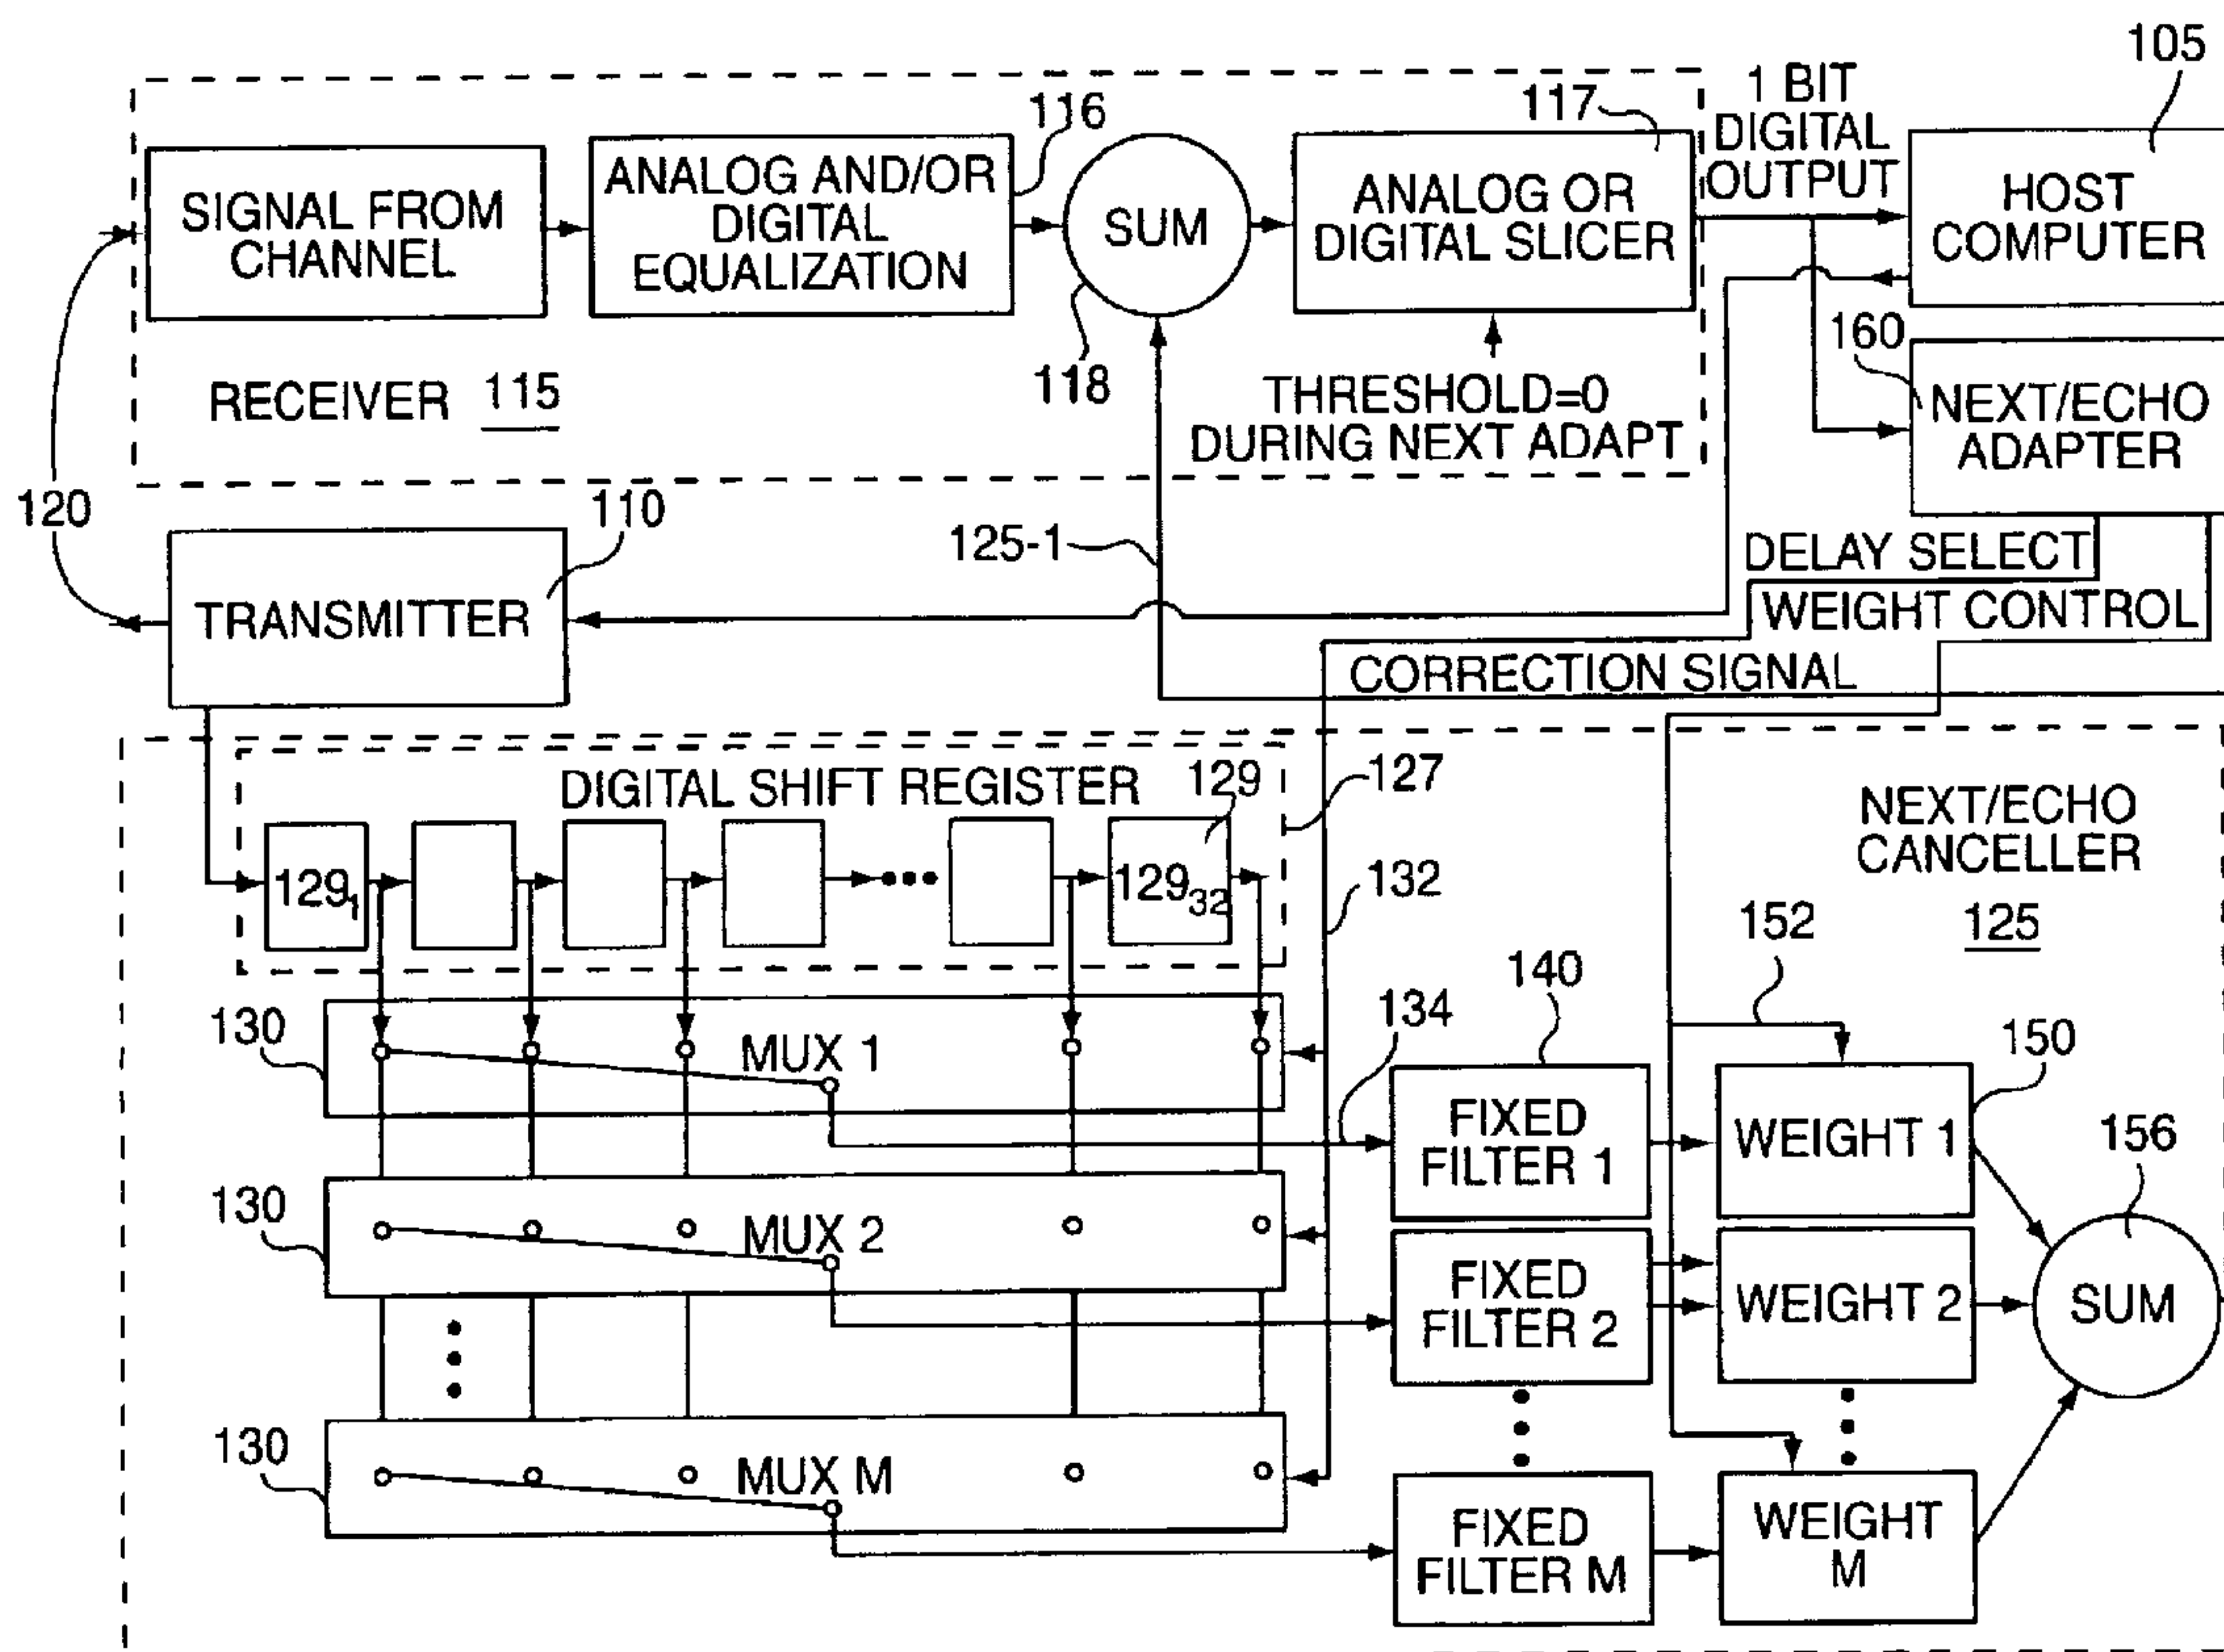 105
1 BIT
DIGITAL
OUTPUT
117
116
SIGNAL FROM
CHANNEL
ANALOG AND/OR
DIGITAL
EQUALIZATION
SUM
ANALOG OR
DIGITAL SLICER
HOST
COMPUTER
118
160
RECEIVER 115
THRESHOLD=0
DURING NEXT ADAPT
NEXT/ECHO
ADAPTER
120
110
125-1
DELAY SELECT
TRANSMITTER
WEIGHT CONTROL
CORRECTION SIGNAL
DIGITAL SHIFT REGISTER
129
127
NEXT/ECHO
CANCELLER
125
129₁
129₃₂
132
152
140
134
130
MUX 1
150
FIXED
FILTER 1
WEIGHT 1
156
130
MUX 2
FIXED
FILTER 2
WEIGHT 2
SUM
130
MUX M
FIXED
FILTER M
WEIGHT
M